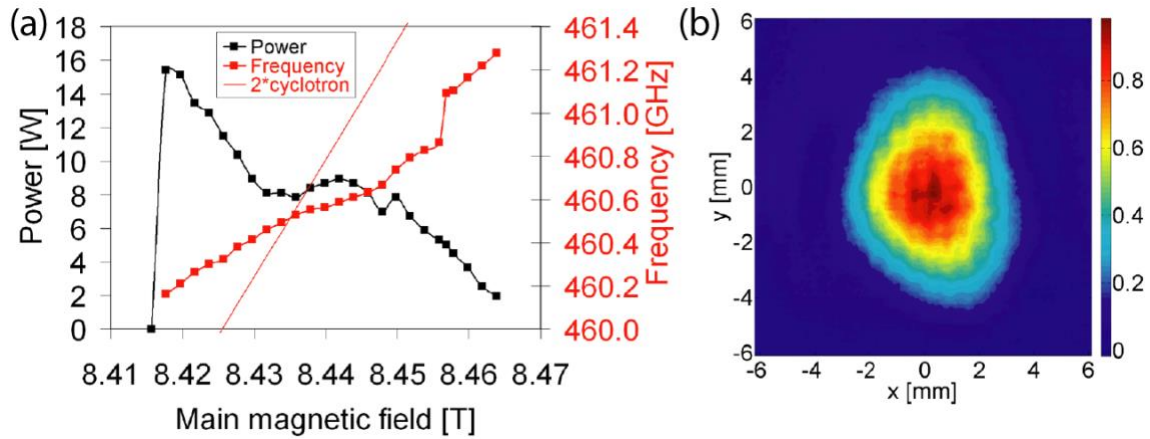 (a)
18
16
14
12
10
8
6
4
2
0
Power [W]
Power
Frequency
2*cyclotron
461.4
461.2
461.0
460.8
460.6
460.4
460.2
460.0
Frequency [GHz]
8.41 8.42 8.43 8.44 8.45 8.46 8.47
Main magnetic field [T]
(b)
6
4
2
0
-2
-4
-6
y [mm]
-6 -4 -2 0 2 4 6
x [mm]
0.8
0.6
0.4
0.2
0